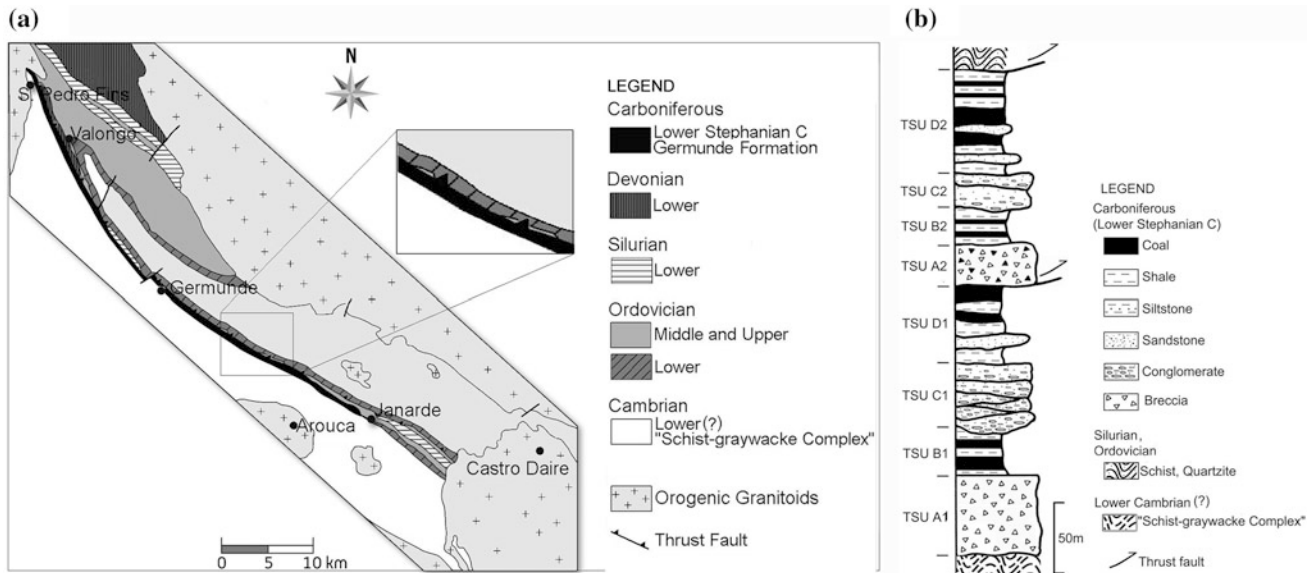 (a)
N
S. Pedro Fins
Valongo
Germunde
Janarde
Arouca
Castro Daire
0 5 10 km
LEGEND
Carboniferous
Lower Stephanian C
Germunde Formation
Devonian
Lower
Silurian
Lower
Ordovician
Middle and Upper
Lower
Cambrian
Lower(?)
"Schist-graywacke Complex"
Orogenic Granitoids
Thrust Fault
(b)
TSU D2
TSU C2
TSU B2
TSU A2
TSU D1
TSU C1
TSU B1
TSU A1
50m
LEGEND
Carboniferous
(Lower Stephanian C)
Coal
Shale
Siltstone
Sandstone
Conglomerate
Breccia
Silurian,
Ordovician
Schist, Quartzite
Lower Cambrian(?)
"Schist-graywacke Complex"
Thrust fault